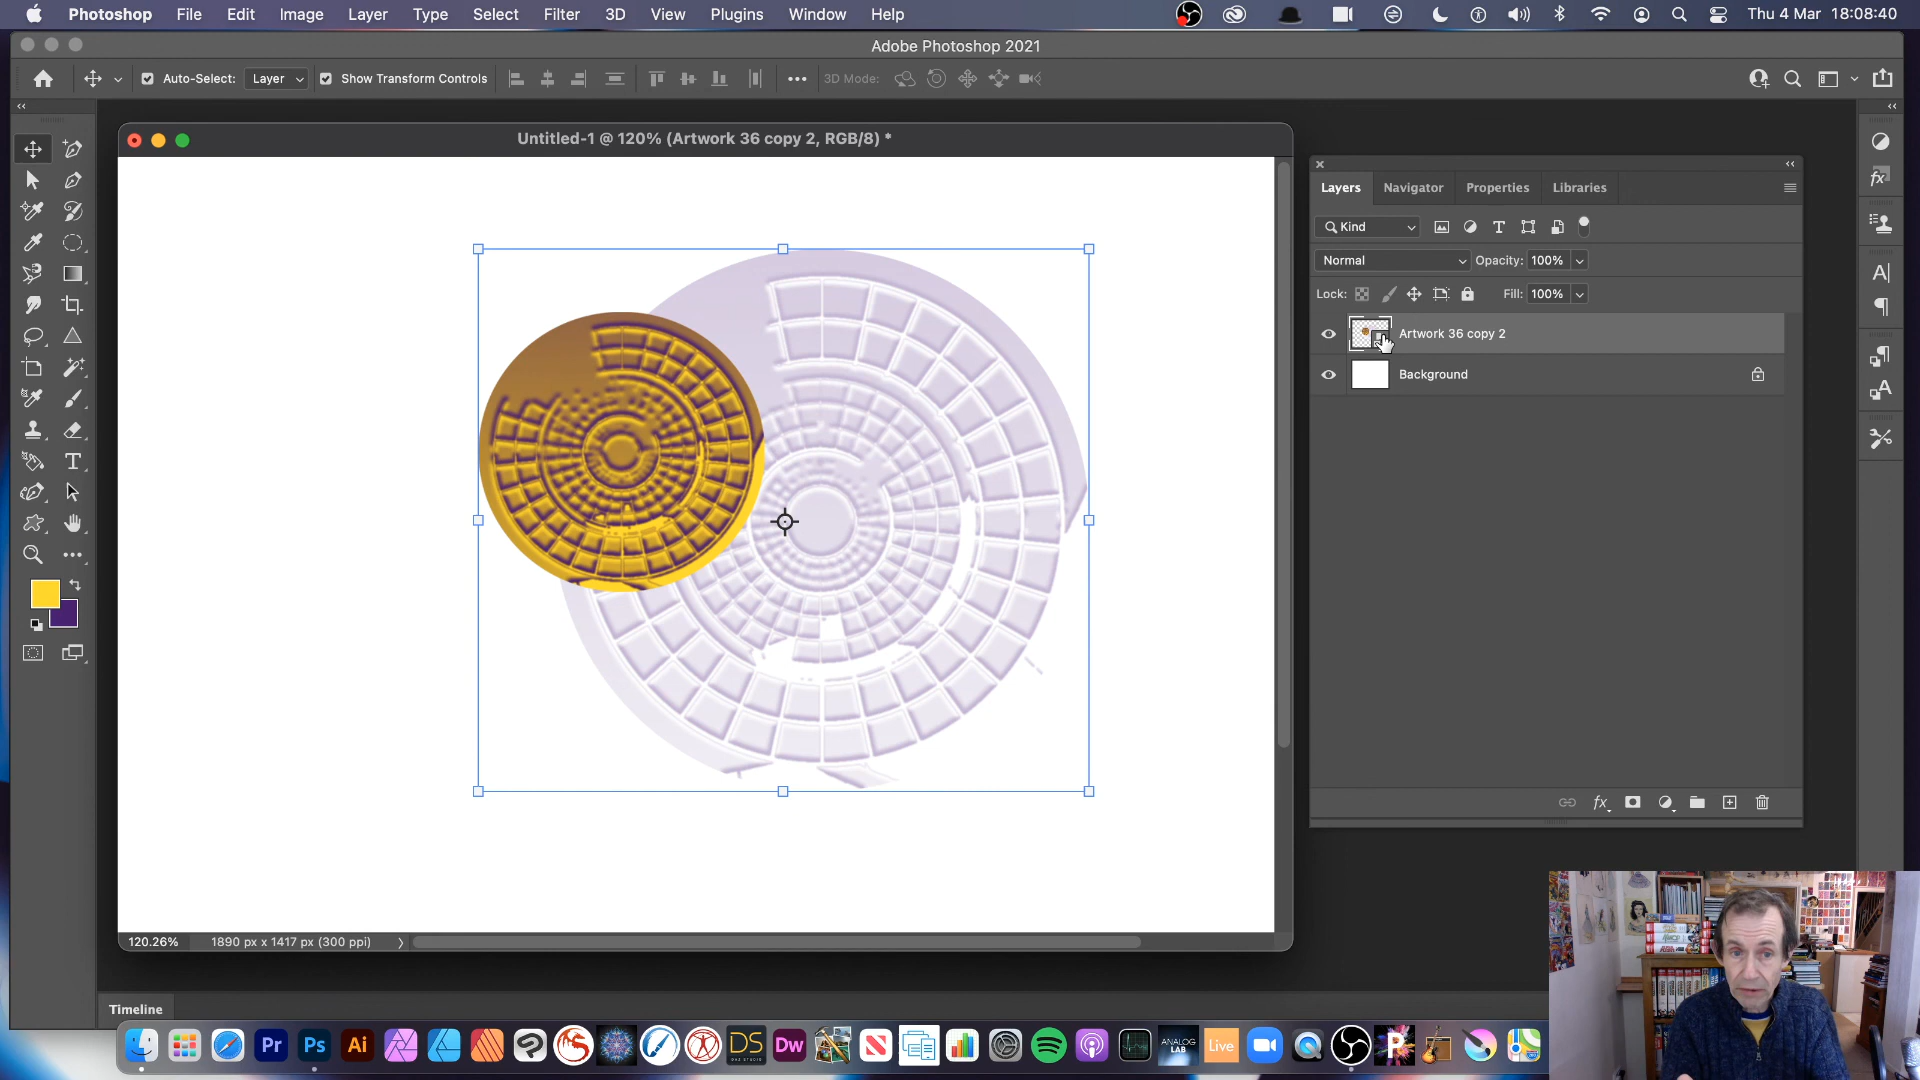 Photoshop File Edit Image Layer Type Select Filter 3D View Plugins Window Help Thu 4 Mar 18:08:40
Adobe Photoshop 2021
Auto-Select: Layer Show Transform Controls 3D Mode:
Untitled-1 @ 120% (Artwork 36 copy 2, RGB/8) *
Layers Navigator Properties Libraries
Kind
Normal Opacity: 100%
Lock: Fill: 100%
Artwork 36 copy 2
Background
120.26% 1890 px x 1417 px (300 ppi)
Timeline
Pr Ps Ai DS Dw ANALOG LAB Live P